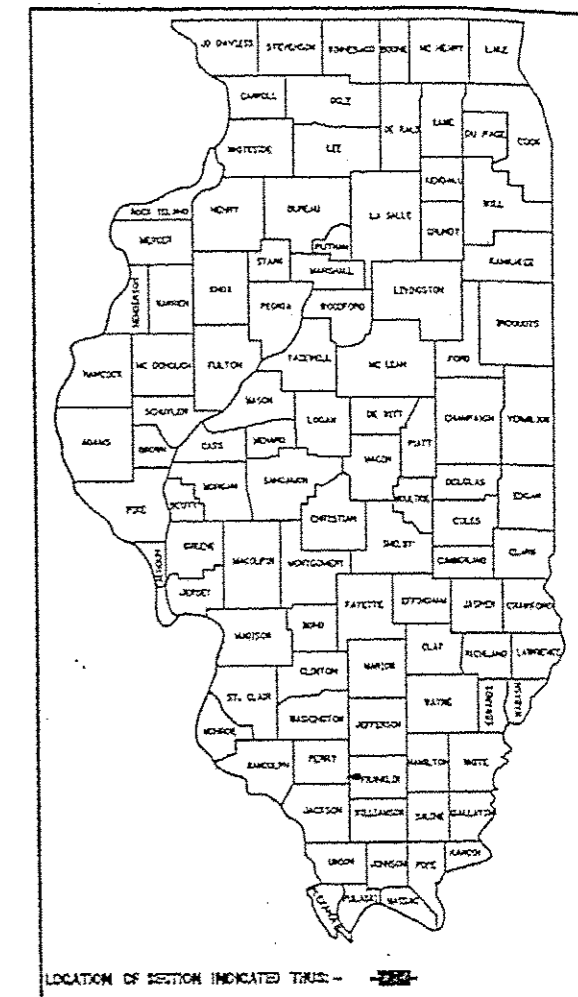 JO DAVIESS STEPHENSON WINNEBAGO BOONE MC HENRY LAKE
CARROLL OGLE DE KALB KANE DU PAGE COOK
WHITESIDE LEE KENDALL WILL
ROCK ISLAND HENRY BUREAU LA SALLE GRUNDY
MERCER PUTNAM KANKAKEE
STARK MARSHALL
HENDERSON WARREN KNOX PEORIA WOODFORD LIVINGSTON IROQUOIS
HANCOCK MC DONOUGH FULTON TAZEWELL MC LEAN FORD
SCHUYLER MASON LOGAN DE WITT CHAMPAIGN VERMILION
ADAMS BROWN CASS MENARD MACON PIATT
PIKE SCOTT MORGAN SANGAMON MOULTRIE DOUGLAS EDGAR
CHRISTIAN COLES
CALHOUN GREENE MACOUPIN MONTGOMERY SHELBY CUMBERLAND CLARK
JERSEY FAYETTE EFFINGHAM JASPER CRAWFORD
MADISON BOND CLAY RICHLAND LAWRENCE
CLINTON MARION
ST. CLAIR WAYNE EDWARDS WABASH
MONROE WASHINGTON JEFFERSON
RANDOLPH PERRY FRANKLIN HAMILTON WHITE
JACKSON WILLIAMSON SALINE GALLATIN
UNION JOHNSON POPE HARDIN
PULASKI MASSAC
LOCATION OF SECTION INDICATED THUS: -